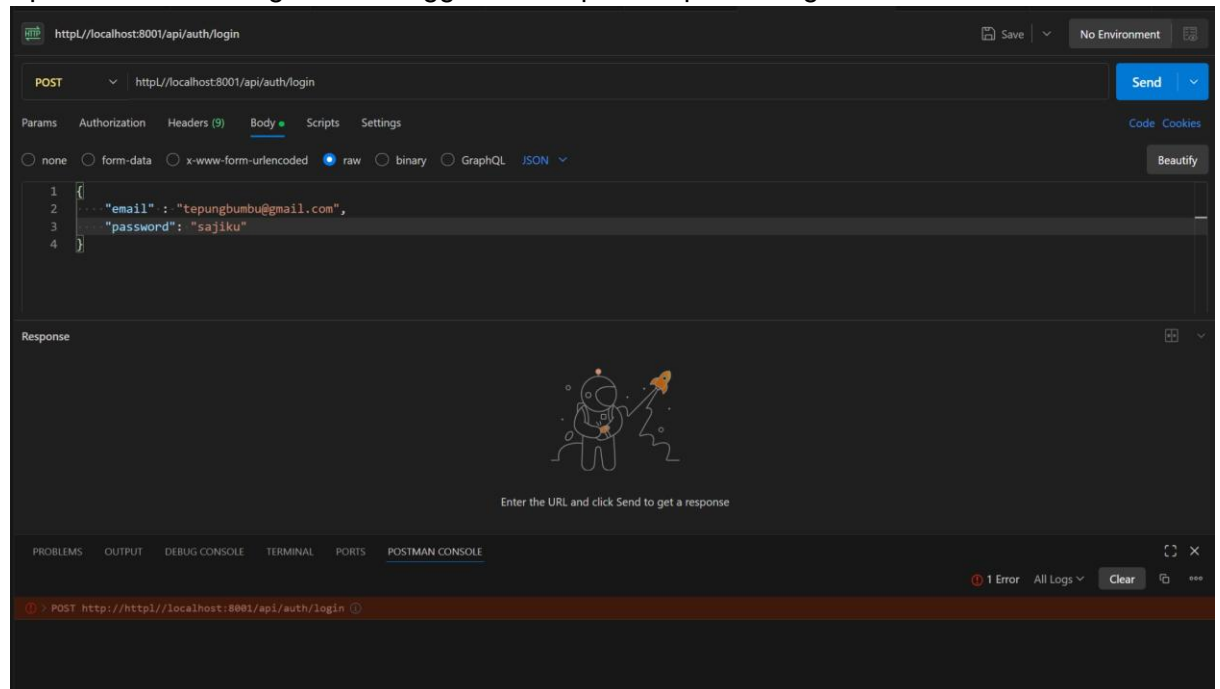 HTTP httpL//localhost:8001/api/auth/login Save No Environment
POST httpL//localhost:8001/api/auth/login Send
Params Authorization Headers (9) Body Scripts Settings Code Cookies
none form-data x-www-form-urlencoded raw binary GraphQL JSON Beautify
1 {
2 "email" : "tepungbumbu@gmail.com",
3 "password": "sajiku"
4 }
Response
Enter the URL and click Send to get a response
PROBLEMS OUTPUT DEBUG CONSOLE TERMINAL PORTS POSTMAN CONSOLE
1 Error All Logs Clear
> POST http://httpl//localhost:8001/api/auth/login